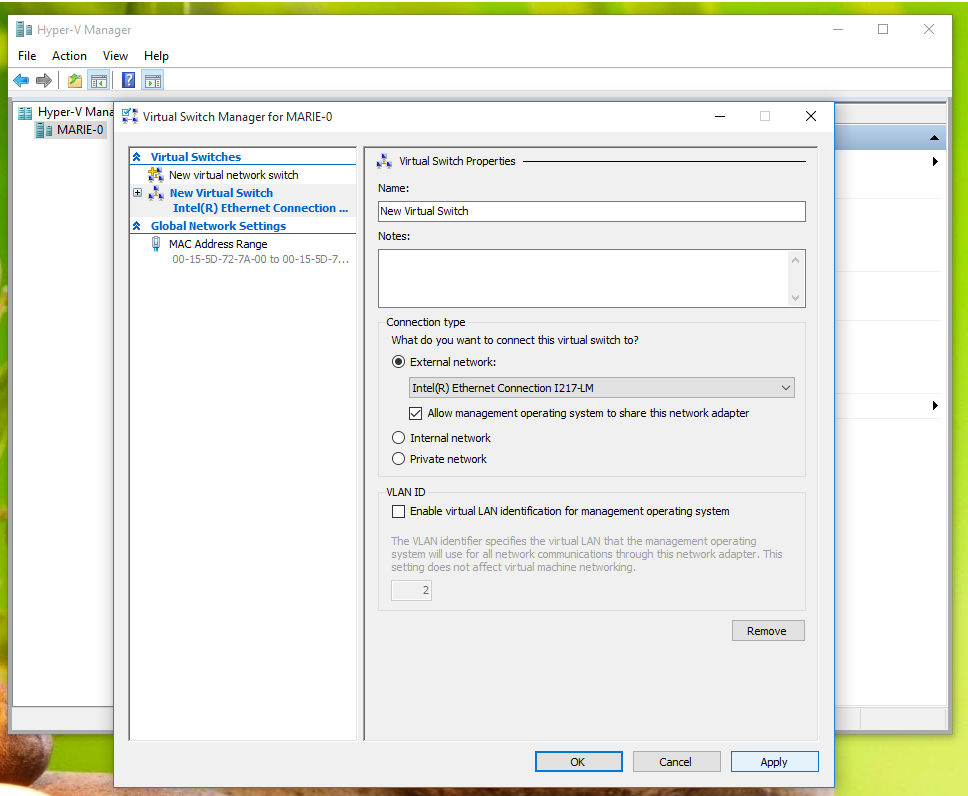 Hyper-V Manager
File Action View Help
Hyper-V Mana
MARIE-0
Virtual Switch Manager for MARIE-0
Virtual Switches
New virtual network switch
New Virtual Switch
Intel(R) Ethernet Connection ...
Global Network Settings
MAC Address Range
00-15-5D-72-7A-00 to 00-15-5D-7...
Virtual Switch Properties
Name:
New Virtual Switch
Notes:
Connection type
What do you want to connect this virtual switch to?
External network:
Intel(R) Ethernet Connection I217-LM
Allow management operating system to share this network adapter
Internal network
Private network
VLAN ID
Enable virtual LAN identification for management operating system
The VLAN identifier specifies the virtual LAN that the management operating
system will use for all network communications through this network adapter. This
setting does not affect virtual machine networking.
2
Remove
OK Cancel Apply